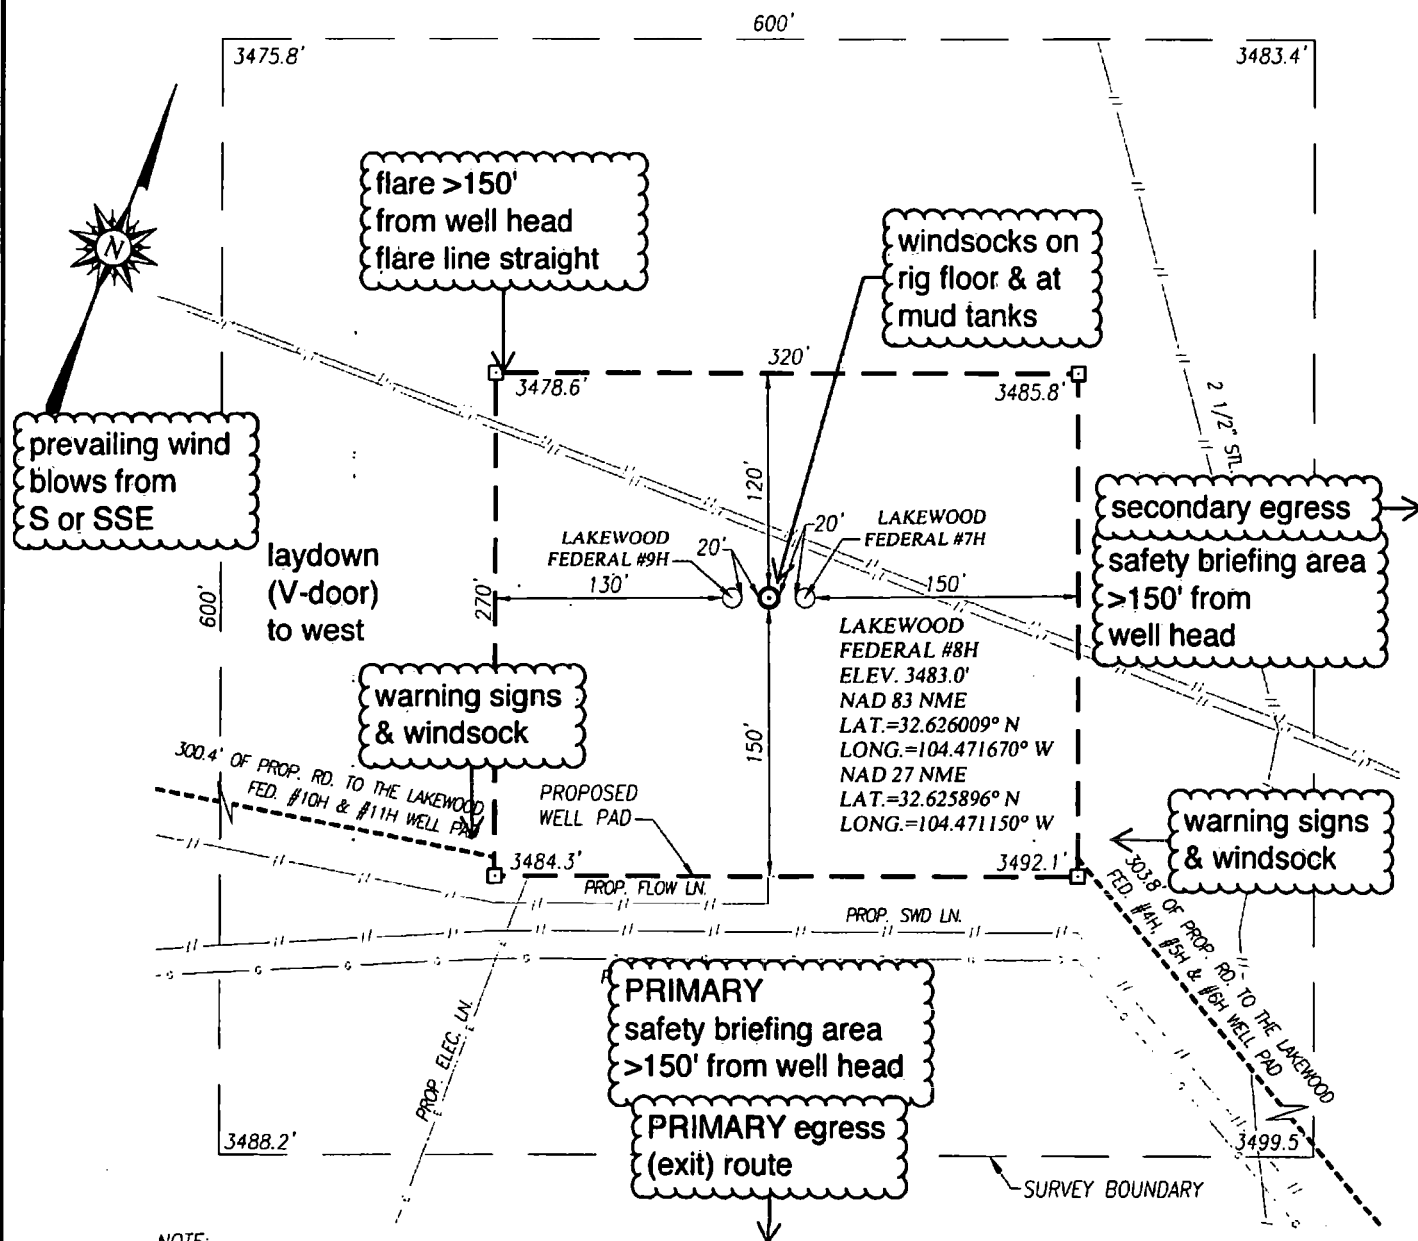 600'
3475.8'
3483.4'
flare >150'
from well head
flare line straight
windsocks on
rig floor & at
mud tanks
N
320'
3478.6'
3485.8'
2 1/2" STL.
prevailing wind
blows from
S or SSE
120'
secondary egress
safety briefing area
>150' from
well head
laydown
(V-door)
to west
600'
270'
LAKEWOOD
FEDERAL #9H
20'
20'
LAKEWOOD
FEDERAL #7H
130'
150'
LAKEWOOD
FEDERAL #8H
ELEV. 3483.0'
NAD 83 NME
LAT.=32.626009° N
LONG.=104.471670° W
NAD 27 NME
LAT.=32.625896° N
LONG.=104.471150° W
warning signs
& windsock
150'
300.4' OF PROP. RD. TO THE LAKEWOOD
FED. #10H & #11H WELL PAD
PROPOSED
WELL PAD
warning signs
& windsock
3484.3'
3492.1'
PROP. FLOW LN.
PROP. SWD LN.
303.8' OF PROP. RD. TO THE LAKEWOOD
FED. #4H, #5H & #6H WELL PAD
PRIMARY
safety briefing area
>150' from well head
PROP. ELEC. LN.
PRIMARY egress
(exit) route
3488.2'
3499.5'
SURVEY BOUNDARY
NOTE: